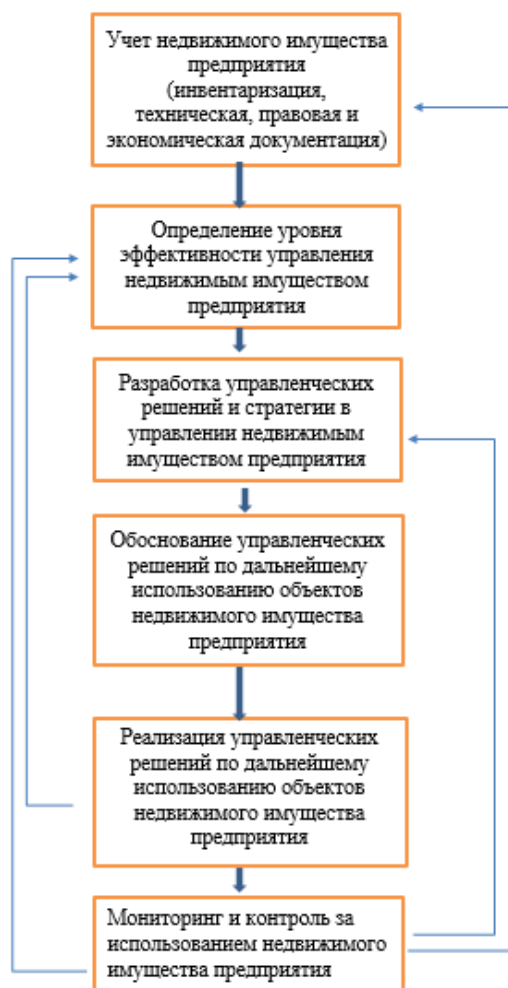 Учет недвижимого имущества
предприятия
(инвентаризация,
техническая, правовая и
экономическая документация)
Определение уровня
эффективности управления
недвижимым имуществом
предприятия
Разработка управленческих
решений и стратегии в
управлении недвижимым
имуществом предприятия
Обоснование управленческих
решений по дальнейшему
использованию объектов
недвижимого имущества
предприятия
Реализация управленческих
решений по дальнейшему
использованию объектов
недвижимого имущества
предприятия
Мониторинг и контроль за
использованием недвижимого
имущества предприятия